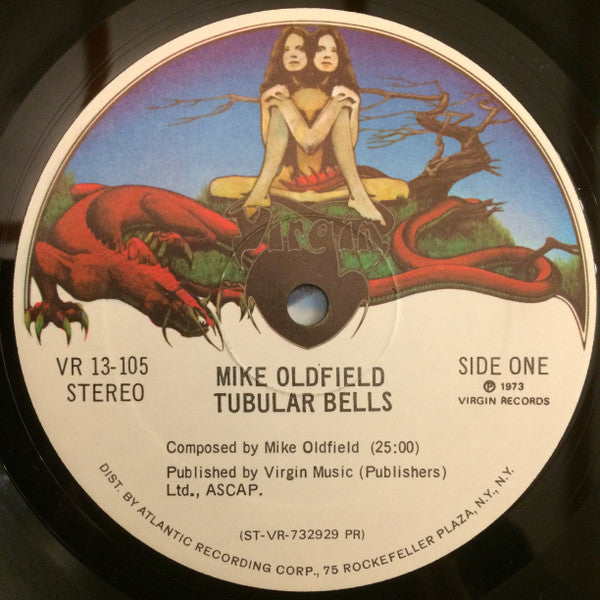 Virgin
VR 13-105
STEREO
MIKE OLDFIELD
TUBULAR BELLS
SIDE ONE
Ⓟ 1973
VIRGIN RECORDS
Composed by Mike Oldfield (25:00)
Published by Virgin Music (Publishers)
Ltd., ASCAP.
(ST-VR-732929 PR)
DIST. BY ATLANTIC RECORDING CORP., 75 ROCKEFELLER PLAZA, N.Y., N.Y.